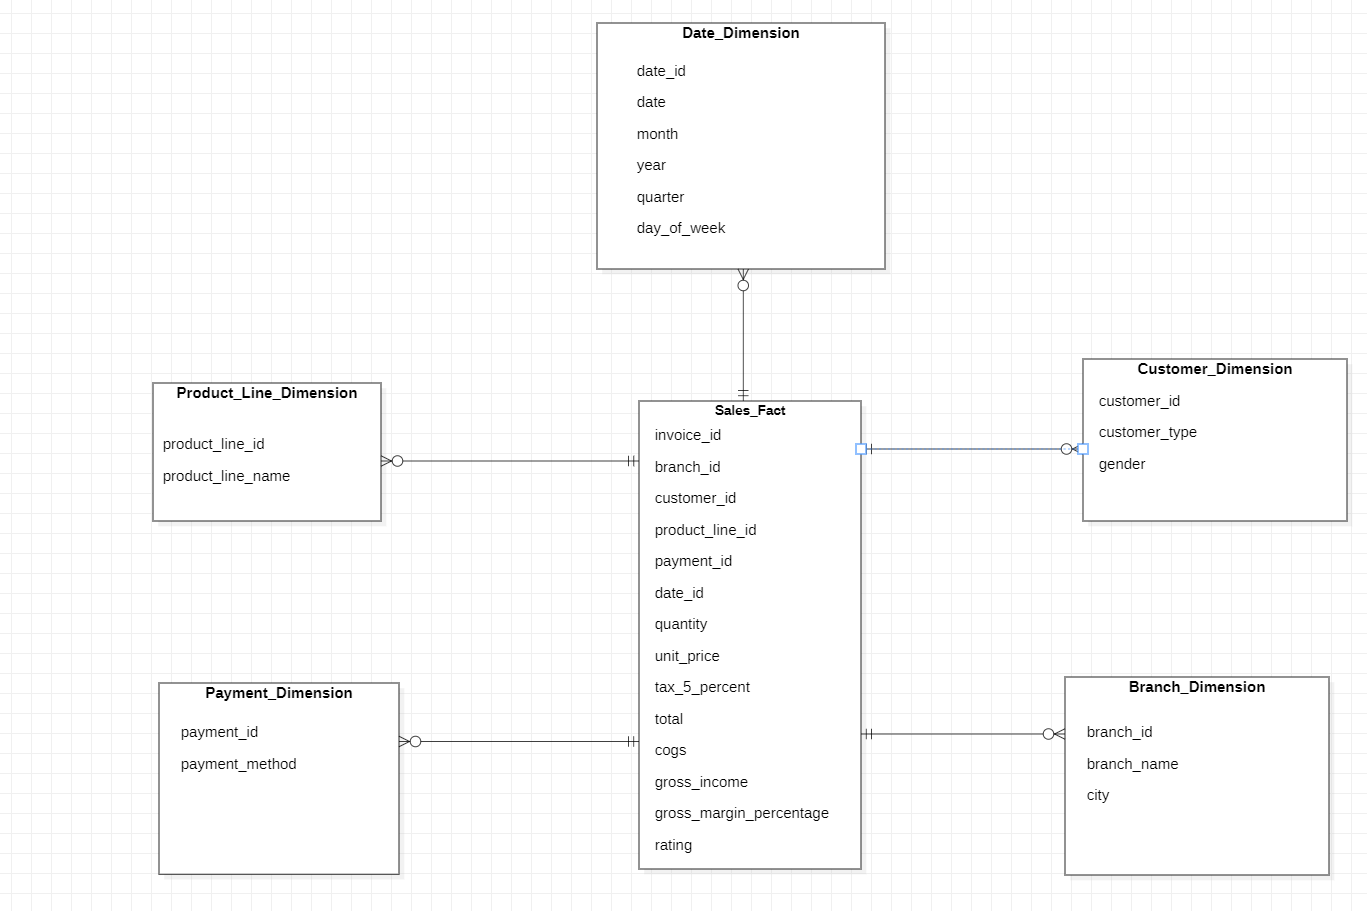 Date_Dimension
date_id
date
month
year
quarter
day_of_week
Product_Line_Dimension
product_line_id
product_line_name
Sales_Fact
invoice_id
branch_id
customer_id
product_line_id
payment_id
date_id
quantity
unit_price
tax_5_percent
total
cogs
gross_income
gross_margin_percentage
rating
Customer_Dimension
customer_id
customer_type
gender
Payment_Dimension
payment_id
payment_method
Branch_Dimension
branch_id
branch_name
city